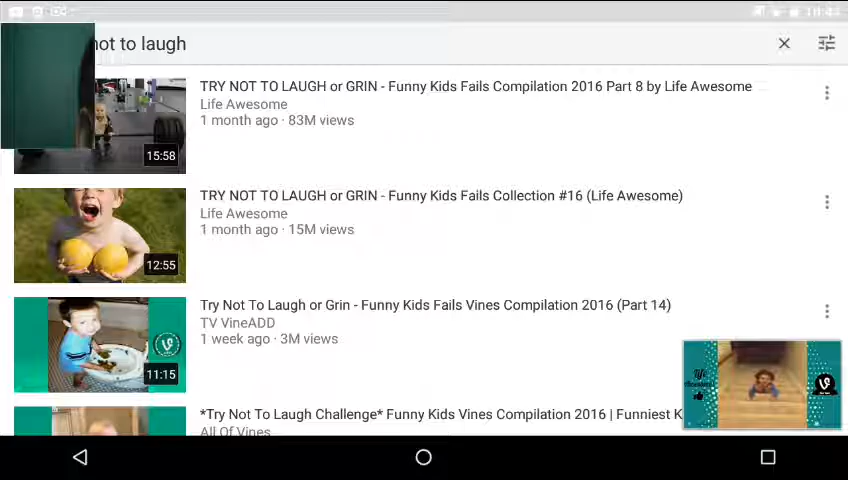 not to laugh
TRY NOT TO LAUGH or GRIN - Funny Kids Fails Compilation 2016 Part 8 by Life Awesome
Life Awesome
1 month ago · 83M views
15:58
TRY NOT TO LAUGH or GRIN - Funny Kids Fails Collection #16 (Life Awesome)
Life Awesome
1 month ago · 15M views
12:55
Try Not To Laugh or Grin - Funny Kids Fails Vines Compilation 2016 (Part 14)
TV VineADD
1 week ago · 3M views
11:15
*Try Not To Laugh Challenge* Funny Kids Vines Compilation 2016 | Funniest K
All Of Vines
Life